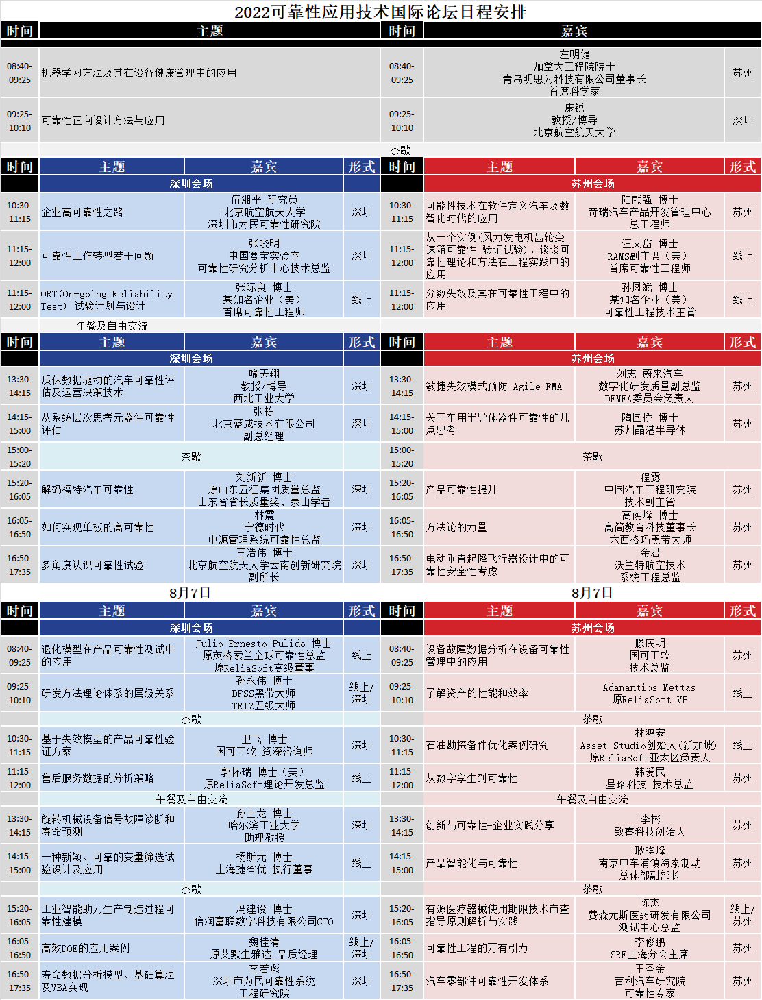 2022可靠性应用技术国际论坛日程安排
时间 主题 时间 嘉宾
08:40-09:25 机器学习方法及其在设备健康管理中的应用 08:40-09:25 左明健 加拿大工程院院士 青岛明思为科技有限公司董事长 首席科学家 苏州
09:25-10:10 可靠性正向设计方法与应用 09:25-10:10 康锐 教授/博导 北京航空航天大学 深圳
茶歇
时间 主题 嘉宾 形式 时间 主题 嘉宾 形式
深圳会场 苏州会场
10:30-11:15 企业高可靠性之路 伍湘平 研究员 北京航空航天大学 深圳市为民可靠性研究院 深圳 10:30-11:15 可能性技术在软件定义汽车及数智化时代的应用 陆献强 博士 奇瑞汽车产品开发管理中心 总工程师 苏州
11:15-12:00 可靠性工作转型若干问题 张晓明 中国赛宝实验室 可靠性研究分析中心技术总监 深圳 11:15-12:00 从一个实例(风力发电机齿轮变速箱可靠性 验证试验),谈谈可靠性理论和方法在工程实践中的应用 汪文岱 博士 RAMS副主席（美） 首席可靠性工程师 线上
11:15-12:00 ORT(On-going Reliability Test) 试验计划与设计 张际良 博士 某知名企业（美） 首席可靠性工程师 线上 11:15-12:00 分数失效及其在可靠性工程中的应用 孙凤斌 博士 某知名企业（美） 可靠性工程技术主管 线上
午餐及自由交流
时间 主题 嘉宾 形式 时间 主题 嘉宾 形式
深圳会场 苏州会场
13:30-14:15 质保数据驱动的汽车可靠性评估及运营决策技术 喻天翔 教授/博导 西北工业大学 深圳 13:30-14:15 敏捷失效模式预防 Agile FMA 刘志 蔚来汽车 数字化研发质量副总监 DFMEA委员会负责人 苏州
14:15-15:00 从系统层次思考元器件可靠性评估 张栋 北京蓝威技术有限公司 副总经理 深圳 14:15-15:00 关于车用半导体器件可靠性的几点思考 陶国桥 博士 苏州晶湛半导体 苏州
15:00-15:20 茶歇 15:00-15:20 茶歇
15:20-16:05 解码福特汽车可靠性 刘新新 博士 原山东五征集团质量总监 山东省省长质量奖、泰山学者 深圳 15:20-16:05 产品可靠性提升 程露 中国汽车工程研究院 技术副主管 苏州
16:05-16:50 如何实现单板的高可靠性 林震 宁德时代 电源管理系统可靠性总监 深圳 16:05-16:50 方法论的力量 高荫峰 博士 高简教育科技董事长 六西格玛黑带大师 苏州
16:50-17:35 多角度认识可靠性试验 王浩伟 博士 北京航空航天大学云南创新研究院 副所长 深圳 16:50-17:35 电动垂直起降飞行器设计中的可靠性安全性考虑 金君 沃兰特航空技术 系统工程总监 苏州
8月7日 8月7日
时间 主题 嘉宾 形式 时间 主题 嘉宾 形式
深圳会场 苏州会场
08:40-09:25 退化模型在产品可靠性测试中的应用 Julio Ernesto Pulido 博士 原英格索兰全球可靠性总监 原ReliaSoft高级董事 线上 08:40-09:25 设备故障数据分析在设备可靠性管理中的应用 滕庆明 国可工软 技术总监 苏州
09:25-10:10 研发方法理论体系的层级关系 孙永伟 博士 DFSS黑带大师 TRIZ五级大师 线上/深圳 09:25-10:10 了解资产的性能和效率 Adamantios Mettas 原ReliaSoft VP 线上
茶歇 茶歇
10:30-11:15 基于失效模型的产品可靠性验证方案 卫飞 博士 国可工软 资深咨询师 深圳 10:30-11:15 石油勘探备件优化案例研究 林鸿安 Asset Studio创始人(新加坡) 原ReliaSoft亚太区负责人 线上
11:15-12:00 售后服务数据的分析策略 郭怀瑞 博士（美） 原ReliaSoft理论开发总监 线上 11:15-12:00 从数字孪生到可靠性 韩爱民 星珞科技 技术总监 苏州
午餐及自由交流 午餐及自由交流
13:30-14:15 旋转机械设备信号故障诊断和寿命预测 孙士龙 博士 哈尔滨工业大学 助理教授 深圳 13:30-14:15 创新与可靠性-企业实践分享 李彬 致睿科技创始人 苏州
14:15-15:00 一种新颖、可靠的变量筛选试验设计及应用 杨斯元 博士 上海捷省优 执行董事 线上 14:15-15:00 产品智能化与可靠性 耿晓峰 南京中车浦镇海泰制动 总体部副部长 苏州
茶歇 茶歇
15:20-16:05 工业智能助力生产制造过程可靠性建模 冯建设 博士 信润富联数字科技有限公司CTO 深圳 15:20-16:05 有源医疗器械使用期限技术审查指导原则解析与实践 陈杰 费森尤斯医药研发有限公司 测试中心总监 线上/苏州
16:05-16:50 高效DOE的应用案例 魏桂清 原艾默生雅达 品质经理 线上/深圳 16:05-16:50 可靠性工程的万有引力 李修鹏 SRE上海分会主席 苏州
16:50-17:35 寿命数据分析模型、基础算法及VBA实现 李若彪 深圳市为民可靠性系统 工程研究院 深圳 16:50-17:35 汽车零部件可靠性开发体系 王圣金 吉利汽车研究院 可靠性专家 苏州